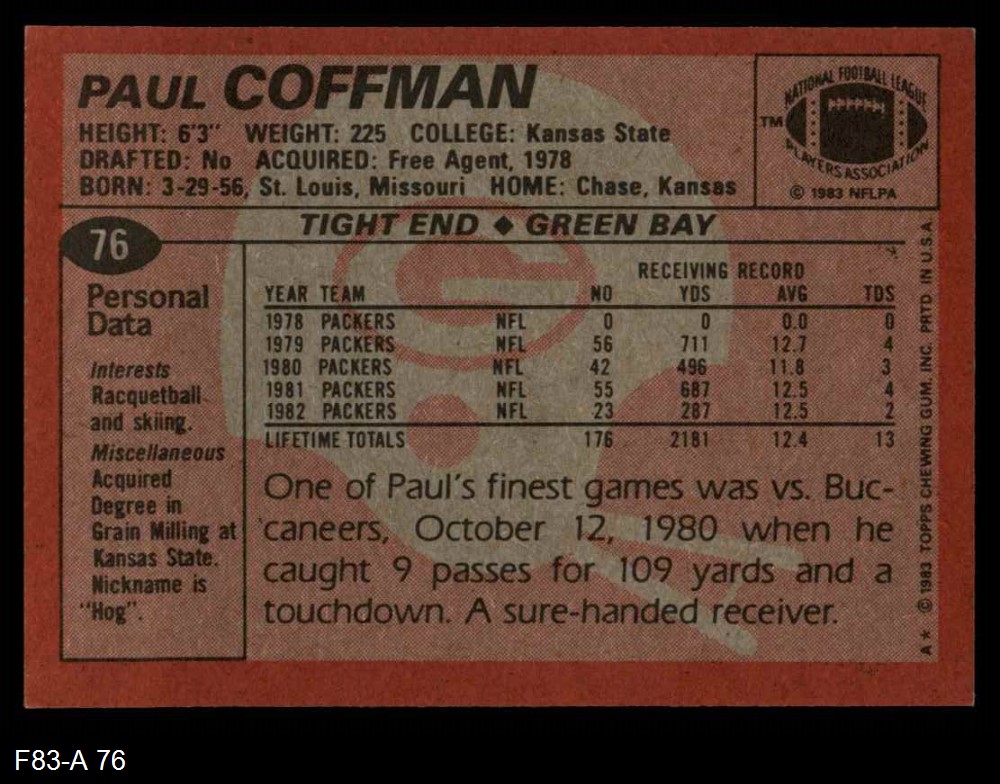 PAUL COFFMAN
HEIGHT: 6'3" WEIGHT: 225 COLLEGE: Kansas State
DRAFTED: No ACQUIRED: Free Agent, 1978
BORN: 3-29-56, St. Louis, Missouri HOME: Chase, Kansas
NATIONAL FOOTBALL LEAGUE
TM
PLAYERS ASSOCIATION
© 1983 NFLPA
TIGHT END ◆ GREEN BAY
76
Personal
Data
Interests
Racquetball
and skiing.
Miscellaneous
Acquired
Degree in
Grain Milling at
Kansas State.
Nickname is
"Hog".
RECEIVING RECORD
YEAR TEAM NO YDS AVG TDS
1978 PACKERS NFL 0 0 0.0 0
1979 PACKERS NFL 56 711 12.7 4
1980 PACKERS NFL 42 496 11.8 3
1981 PACKERS NFL 55 687 12.5 4
1982 PACKERS NFL 23 287 12.5 2
LIFETIME TOTALS 176 2181 12.4 13
One of Paul's finest games was vs. Buc-
caneers, October 12, 1980 when he
caught 9 passes for 109 yards and a
touchdown. A sure-handed receiver.
A* © 1983 TOPPS CHEWING GUM, INC. PRTD. IN U.S.A.
F83-A 76